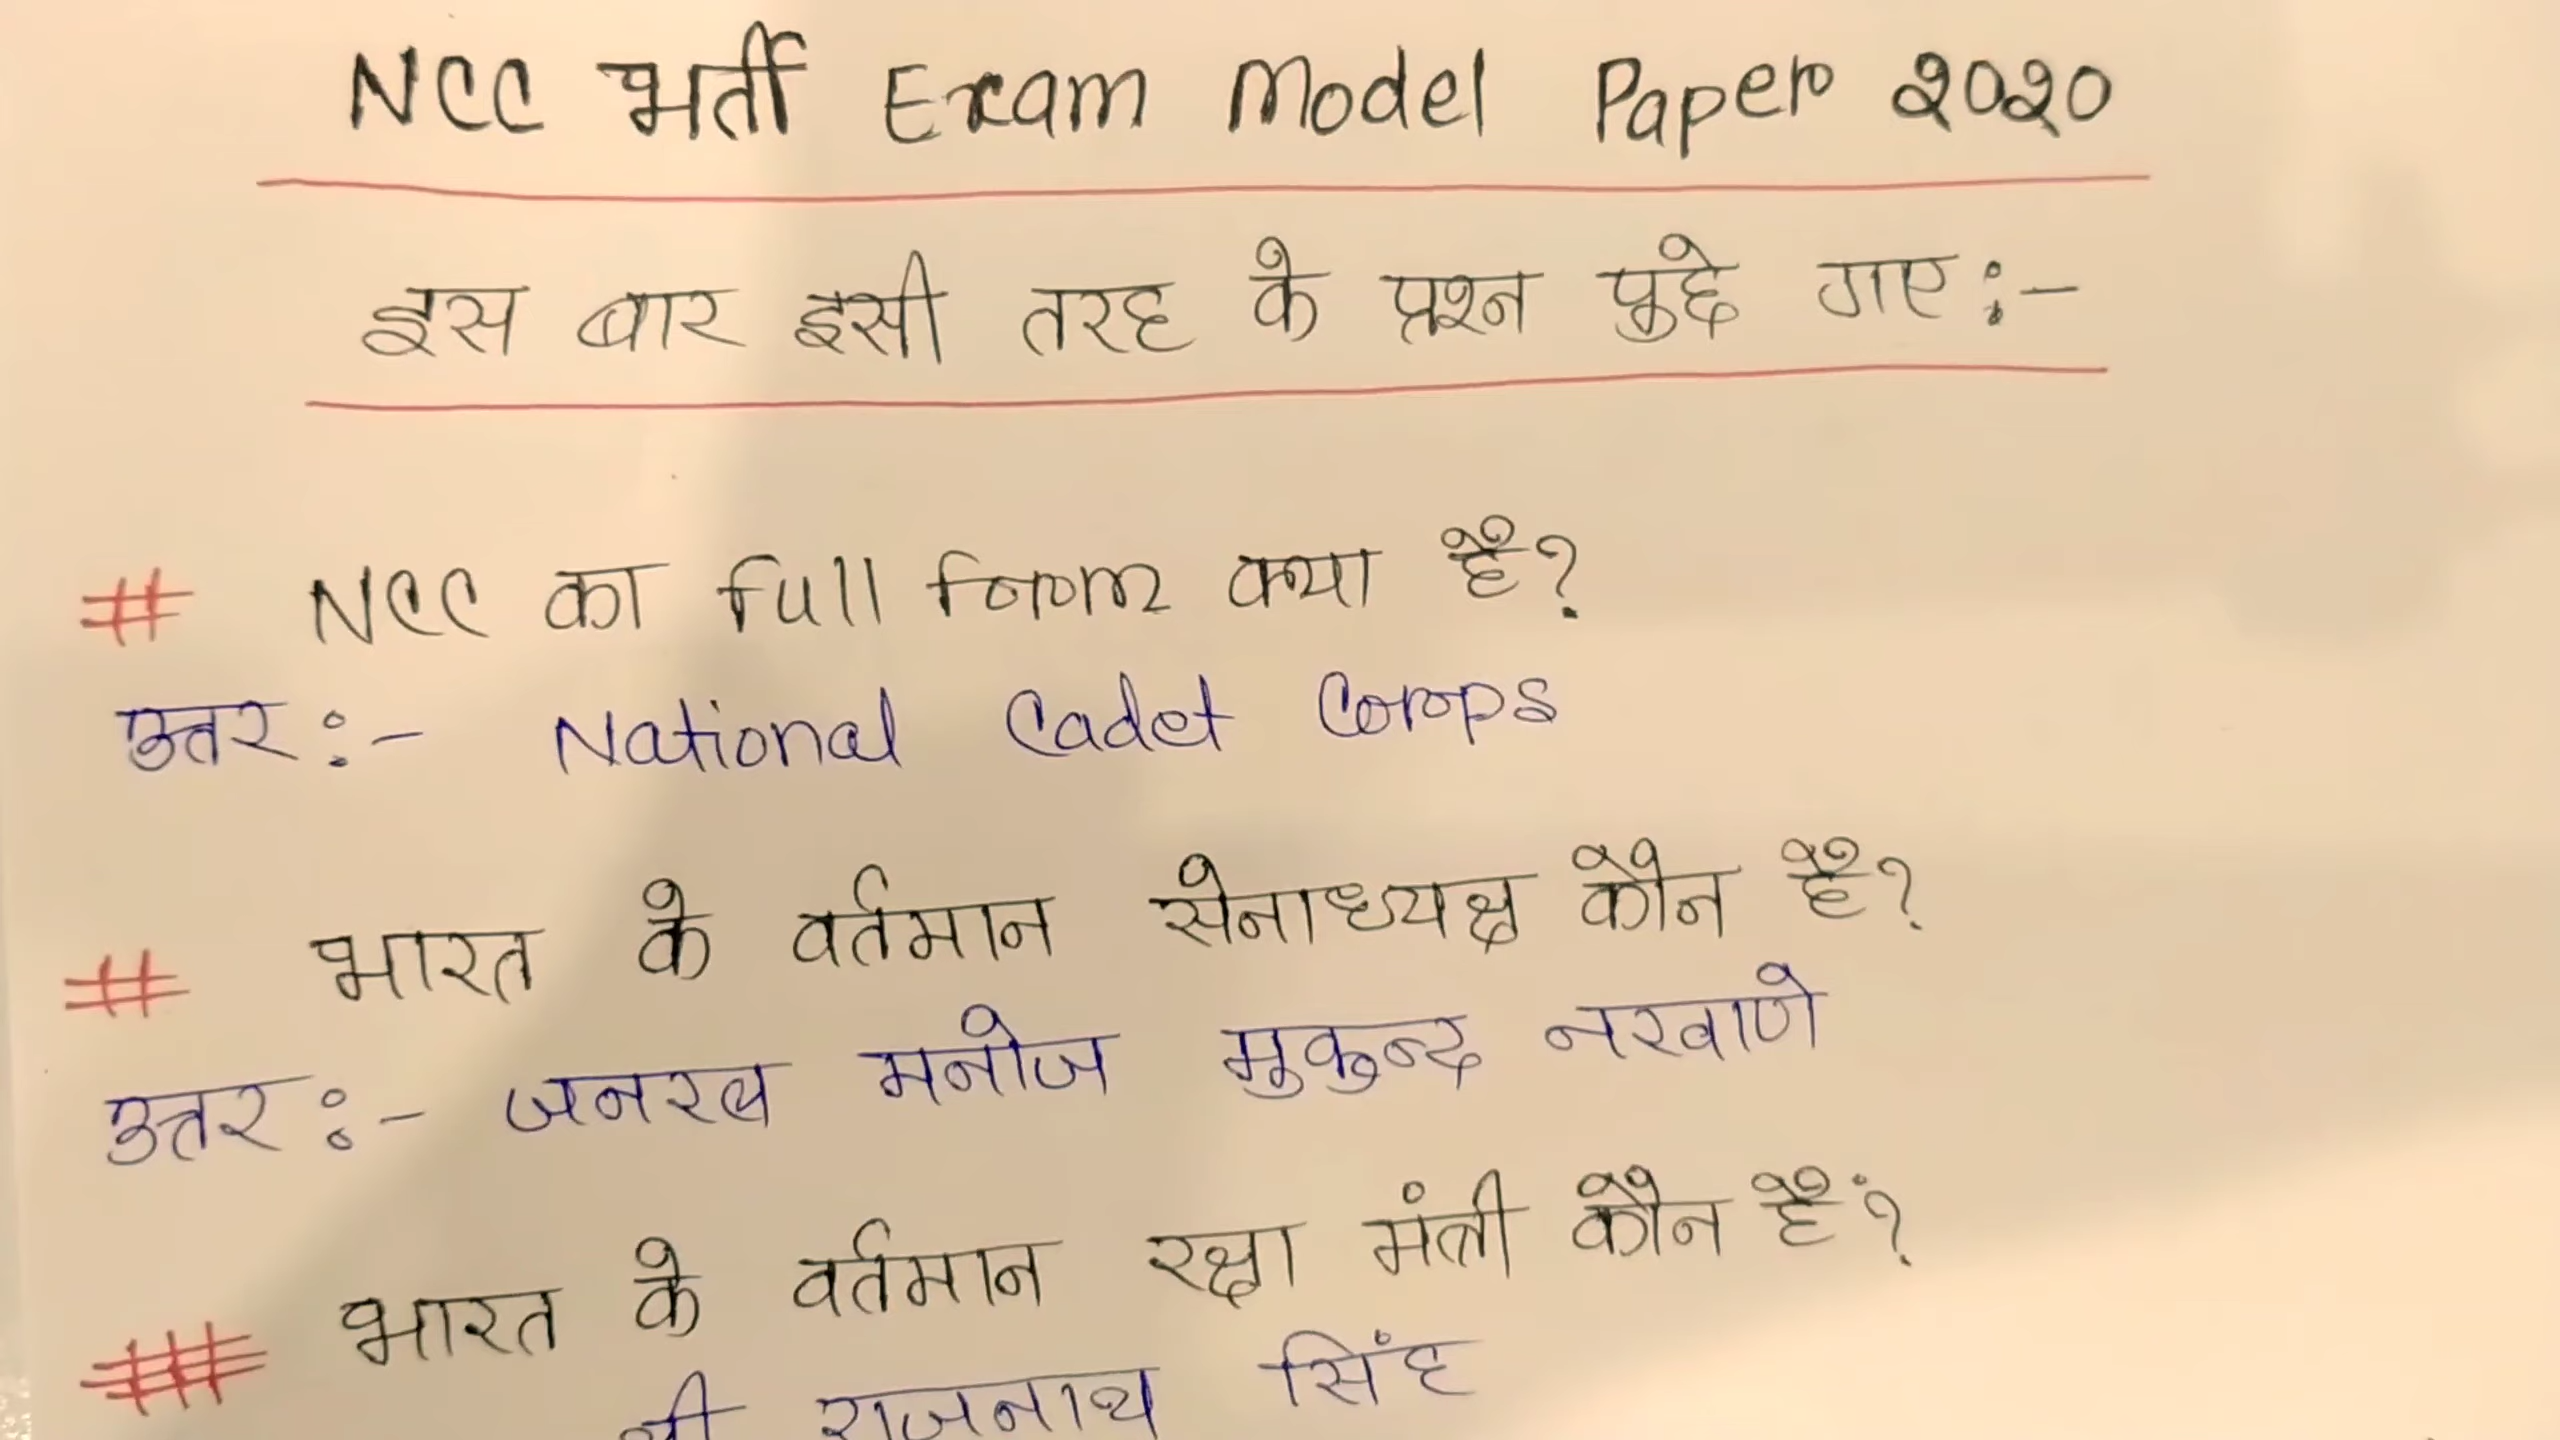 NCC भर्ती Exam Model Paper 2020
इस बार इसी तरह के प्रश्न पुछे गए :-
# NCC का full form क्या है?
उत्तर :- National Cadet Corps
# भारत के वर्तमान सेनाध्यक्ष कौन है?
उत्तर :- जनरल मनोज मुकुन्द नरवाणे
# भारत के वर्तमान रक्षा मंत्री कौन हैं?
श्री राजनाथ सिंह